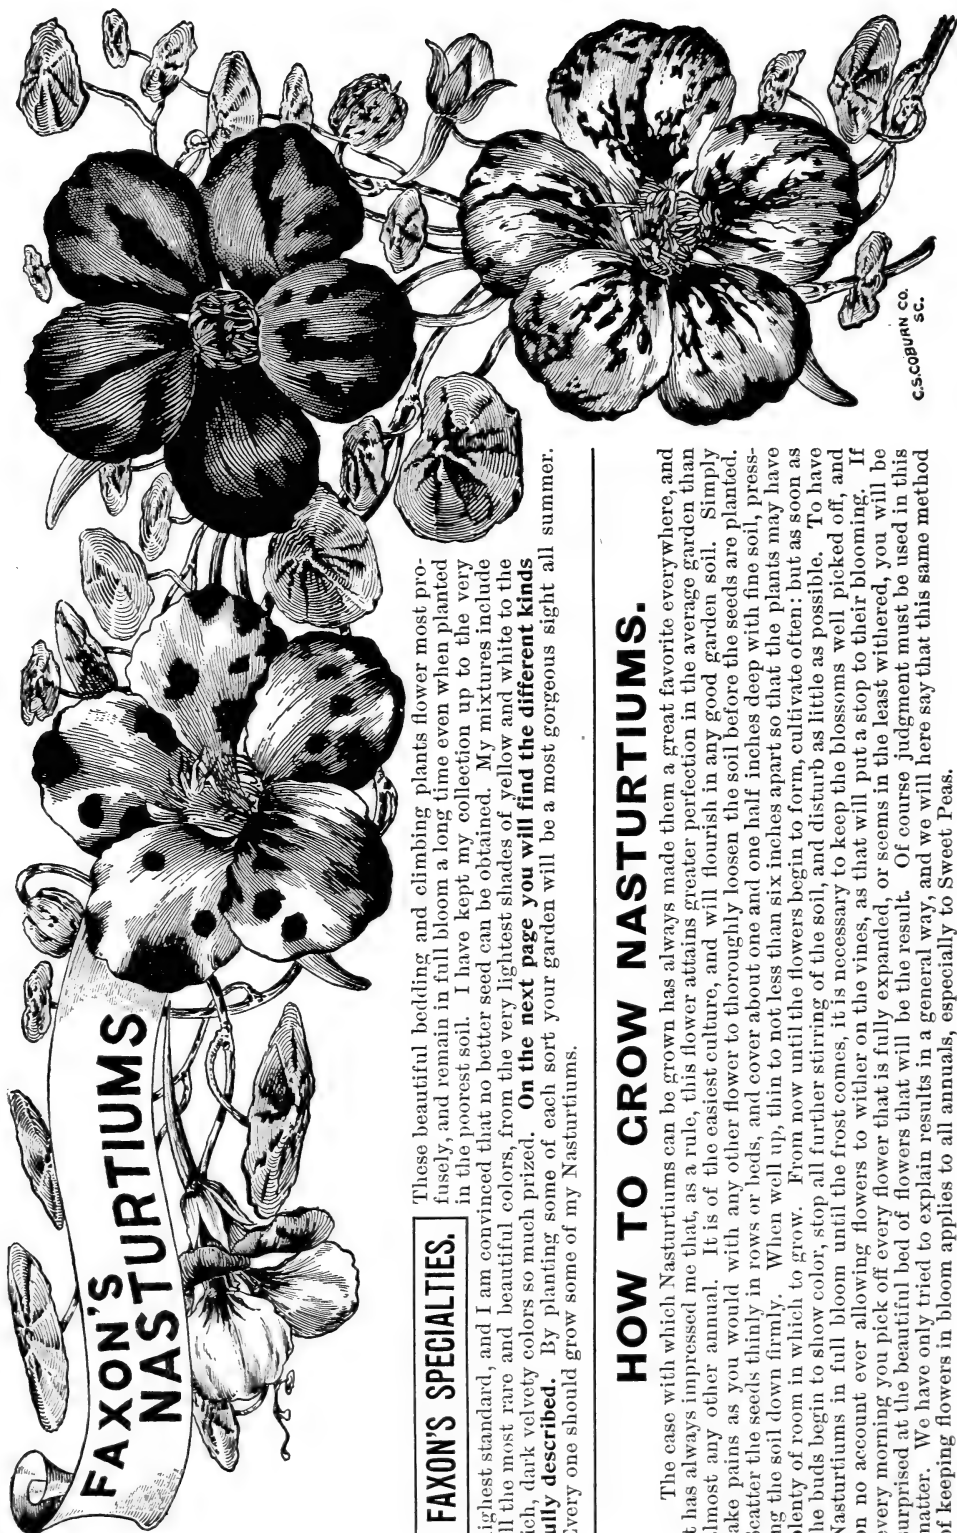 FAXON'S
NASTURTIUMS
C.S.COBURN CO.
SC.
FAXON'S SPECIALTIES.
These beautiful bedding and climbing plants flower most pro-
fusely, and remain in full bloom a long time even when planted
in the poorest soil. I have kept my collection up to the very
ighest standard, and I am convinced that no better seed can be obtained. My mixtures include
ll the most rare and beautiful colors, from the very lightest shades of yellow and white to the
ich, dark velvety colors so much prized. On the next page you will find the different kinds
ully described. By planting some of each sort your garden will be a most gorgeous sight all summer.
Every one should grow some of my Nasturtiums.
HOW TO GROW NASTURTIUMS.
The ease with which Nasturtiums can be grown has always made them a great favorite everywhere, and
t has always impressed me that, as a rule, this flower attains greater perfection in the average garden than
lmost any other annual. It is of the easiest culture, and will flourish in any good garden soil. Simply
ake pains as you would with any other flower to thoroughly loosen the soil before the seeds are planted.
catter the seeds thinly in rows or beds, and cover about one and one half inches deep with fine soil, press-
ng the soil down firmly. When well up, thin to not less than six inches apart so that the plants may have
lenty of room in which to grow. From now until the flowers begin to form, cultivate often: but as soon as
he buds begin to show color, stop all further stirring of the soil, and disturb as little as possible. To have
Nasturtiums in full bloom until the frost comes, it is necessary to keep the blossoms well picked off, and
on no account ever allowing flowers to wither on the vines, as that will put a stop to their blooming. If
very morning you pick off every flower that is fully expanded, or seems in the least withered, you will be
urprised at the beautiful bed of flowers that will be the result. Of course judgment must be used in this
natter. We have only tried to explain results in a general way, and we will here say that this same method
of keeping flowers in bloom applies to all annuals, especially to Sweet Peas.